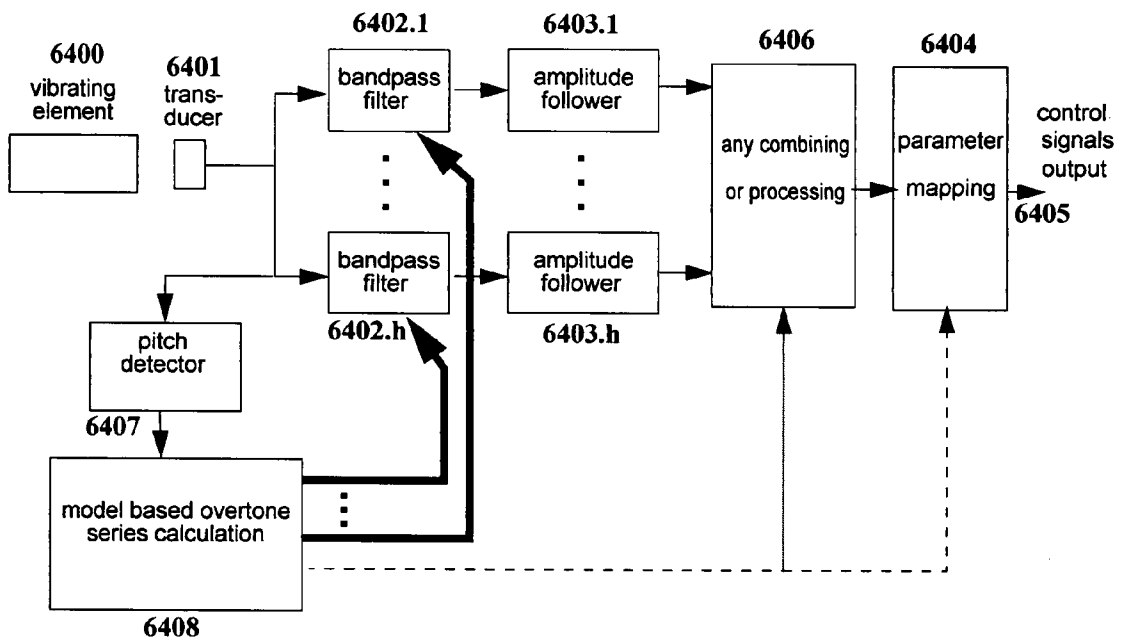 6400
vibrating
element
6401
trans-
ducer
6402.1
bandpass
filter
6403.1
amplitude
follower
6406
any combining
or processing
6404
parameter
mapping
control
signals
output
6405
bandpass
filter
6402.h
amplitude
follower
6403.h
pitch
detector
6407
model based overtone
series calculation
6408